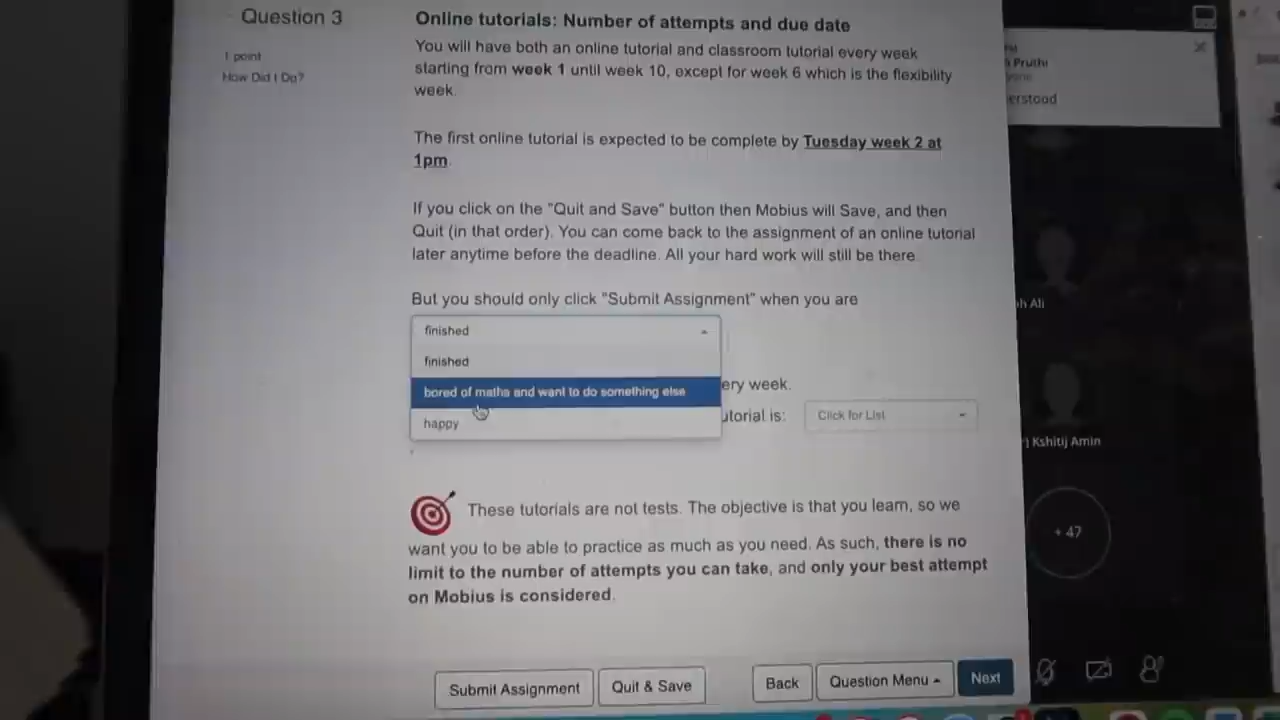 Question 3
1 point
How Did I Do?
Online tutorials: Number of attempts and due date
You will have both an online tutorial and classroom tutorial every week
starting from week 1 until week 10, except for week 6 which is the flexibility
week.
The first online tutorial is expected to be complete by Tuesday week 2 at
1pm.
If you click on the "Quit and Save" button then Mobius will Save, and then
Quit (in that order). You can come back to the assignment of an online tutorial
later anytime before the deadline. All your hard work will still be there.
But you should only click "Submit Assignment" when you are
finished
finished
bored of maths and want to do something else
happy
ery week.
utorial is: Click for List
These tutorials are not tests. The objective is that you learn, so we
want you to be able to practice as much as you need. As such, there is no
limit to the number of attempts you can take, and only your best attempt
on Mobius is considered.
Submit Assignment Quit & Save Back Question Menu Next
Pruthi
erstood
h Ali
Kshitij Amin
+ 47